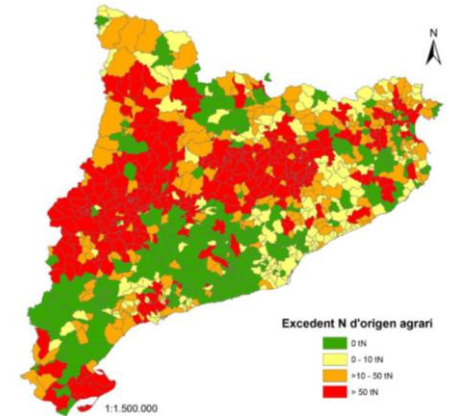 N
Excedent N d'origen agrari
0 tN
0 - 10 tN
>10 - 50 tN
> 50 tN
1:1.500.000